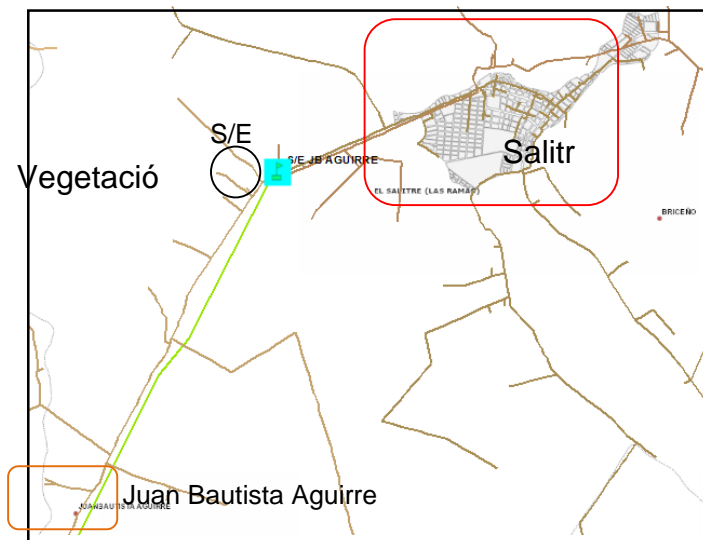 S/E
S/E JB AGUIRRE
Vegetació
Salitr
EL SALITRE (LAS RAMAS)
BRICEÑO
Juan Bautista Aguirre
JUANBAUTISTA AGUIRRE